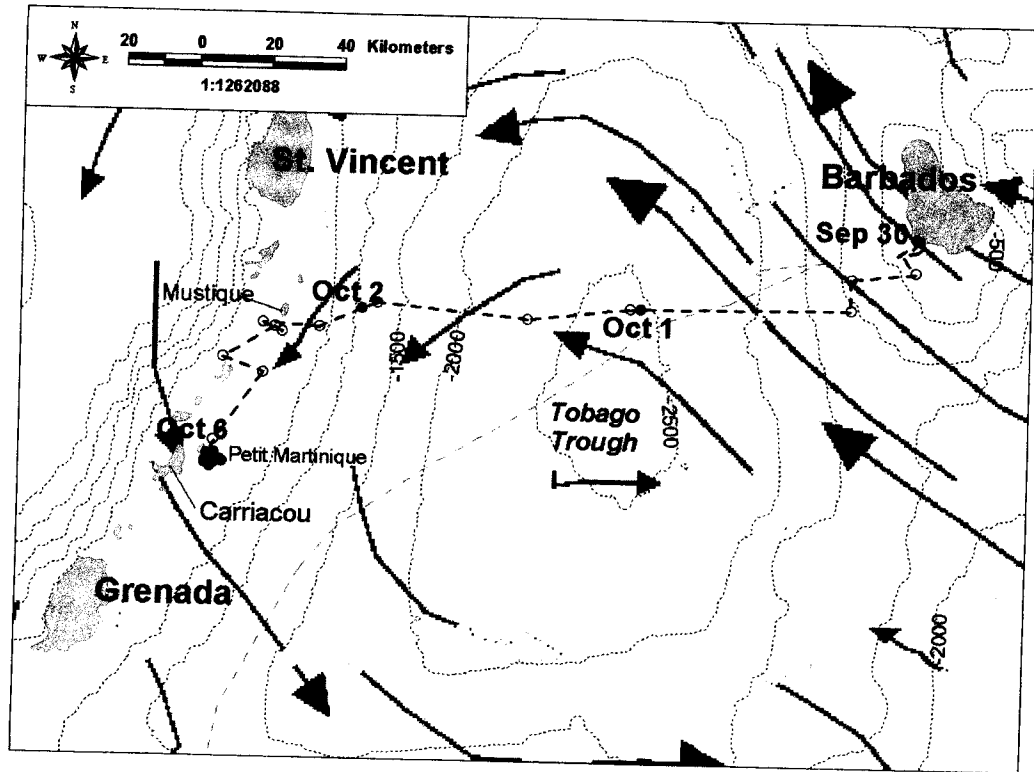 N
W E
S
20 0 20 40 Kilometers
1:1262088
St. Vincent
Barbados
Sep 30
-500
Mustique
Oct 2
Oct 1
-1500
-2000
-2500
Tobago
Trough
Oct 6
Petit Martinique
Carriacou
Grenada
-2000